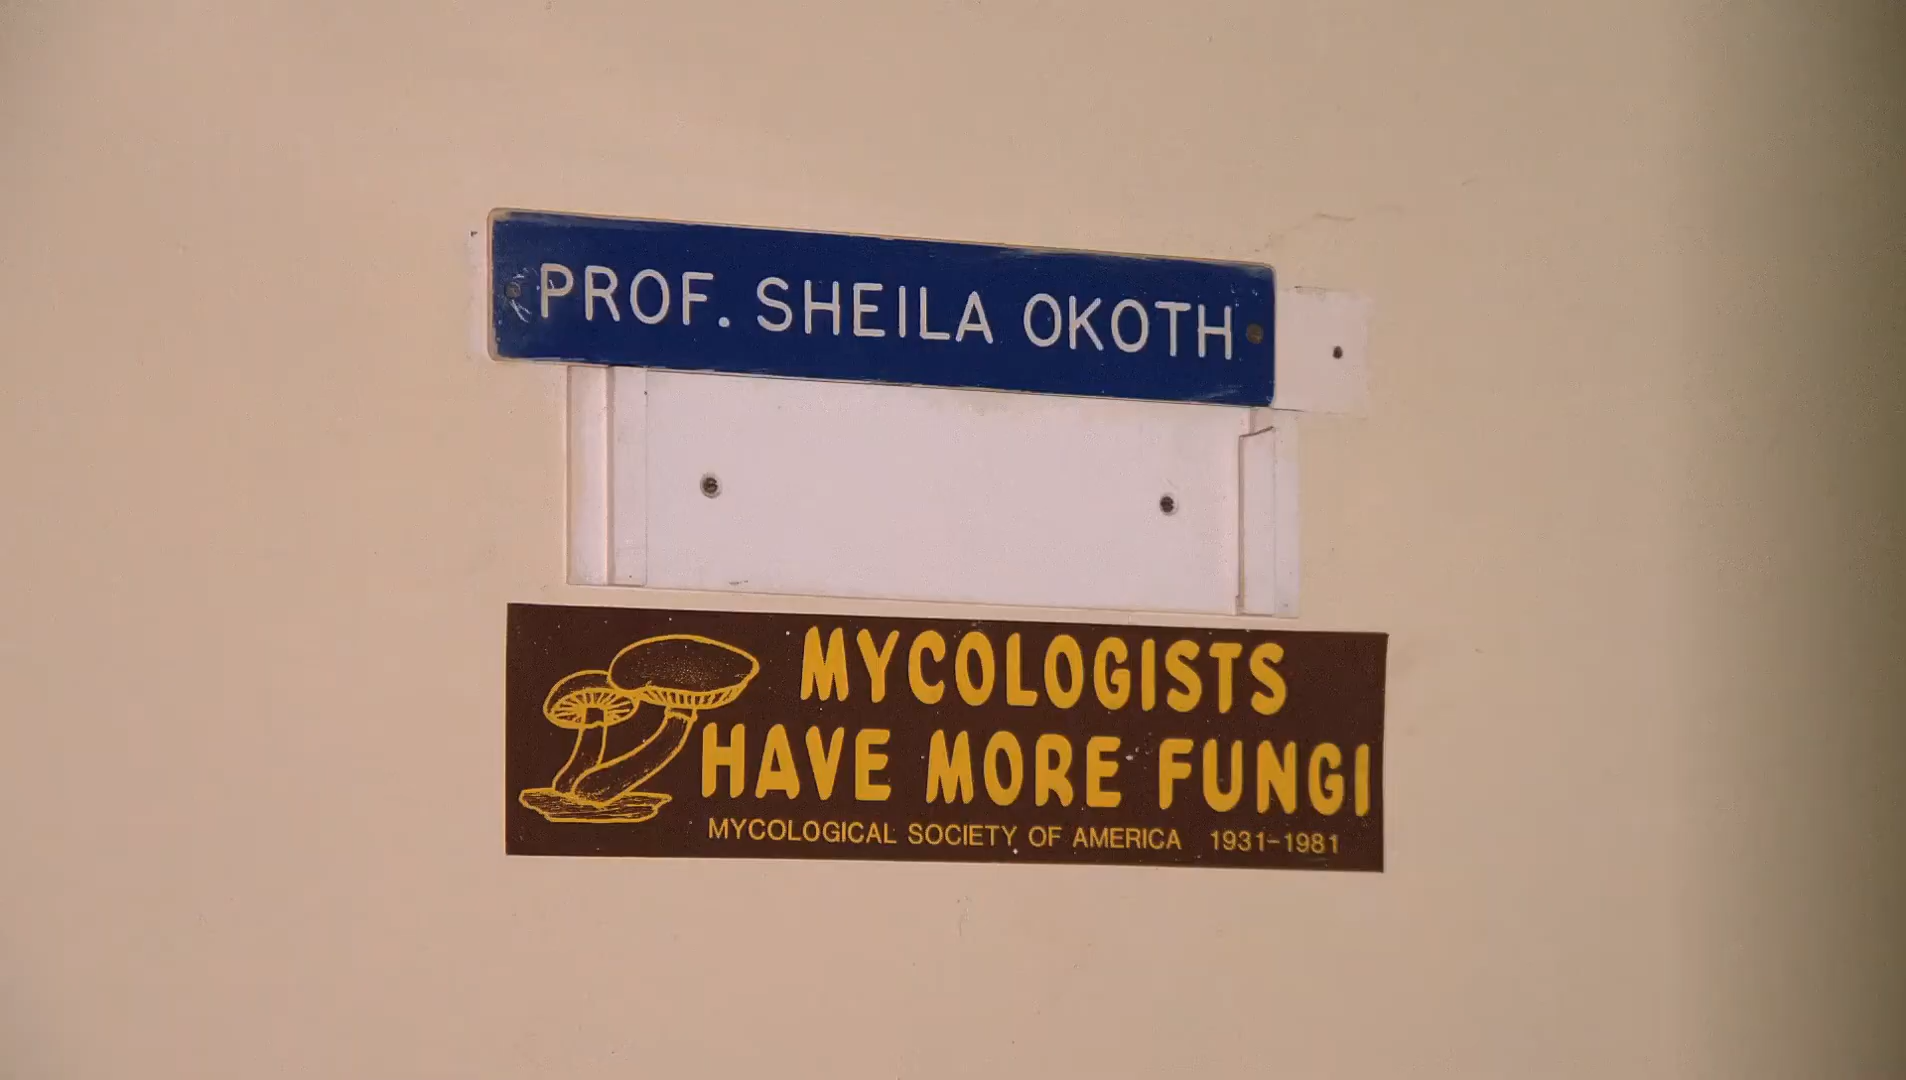 PROF. SHEILA OKOTH
MYCOLOGISTS
HAVE MORE FUNGI
MYCOLOGICAL SOCIETY OF AMERICA 1931-1981